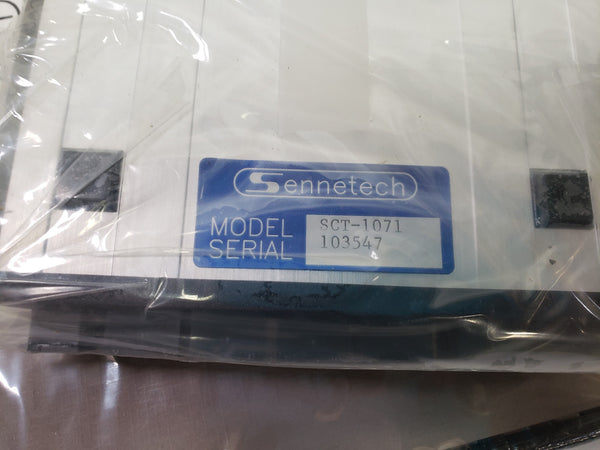 Sennetech
MODEL SCT-1071
SERIAL 103547